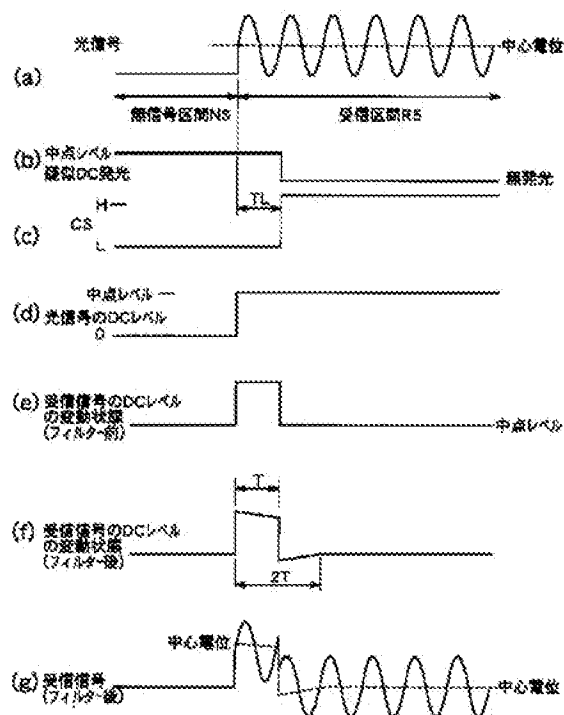 光信号
中心電位
(a)
無信号区間NS
受信区間RS
(b) 中点レベル
疑似DC発光
無発光
TL
H
CS
(c)
L
中点レベル
(d) 光信号のDCレベル
0
(e) 受信信号のDCレベル
の変動状態
(フィルター前)
中点レベル
T
(f) 受信信号のDCレベル
の変動状態
(フィルター後)
2T
中心電位
(g) 受信信号
(フィルター後)
中心電位